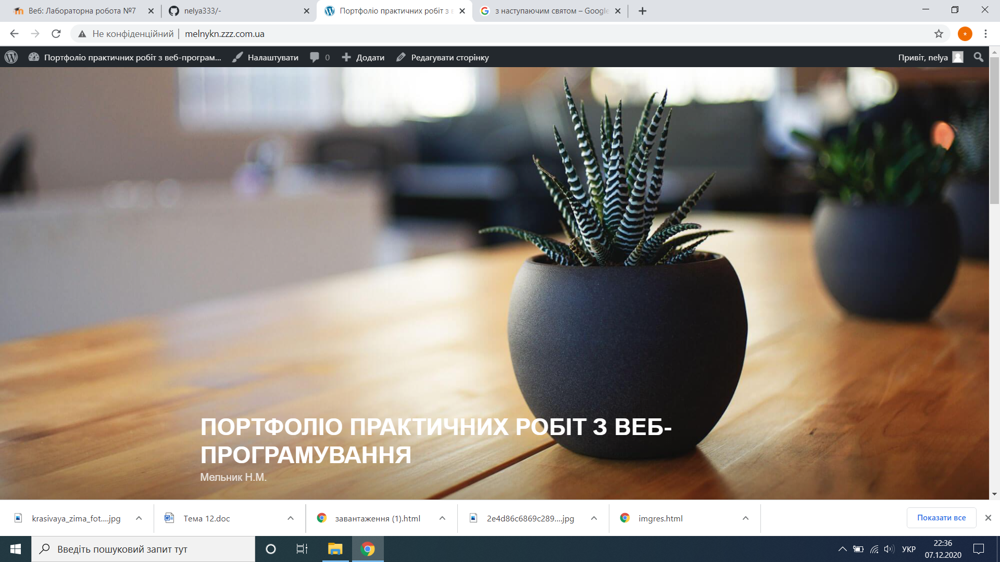 Веб: Лабораторна робота №7
nelya333/-
Портфоліо практичних робіт з в
з наступаючим святом – Google
Не конфіденційний
melnykn.zzz.com.ua
Портфоліо практичних робіт з веб-програм...
Налаштувати
0
Додати
Редагувати сторінку
Привіт, nelya
ПОРТФОЛІО ПРАКТИЧНИХ РОБІТ З ВЕБ-
ПРОГРАМУВАННЯ
Мельник Н.М.
krasivaya_zima_fot....jpg
Тема 12.doc
завантаження (1).html
2e4d86c6869c289....jpg
imgres.html
Показати все
Введіть пошуковий запит тут
УКР
22:36
07.12.2020